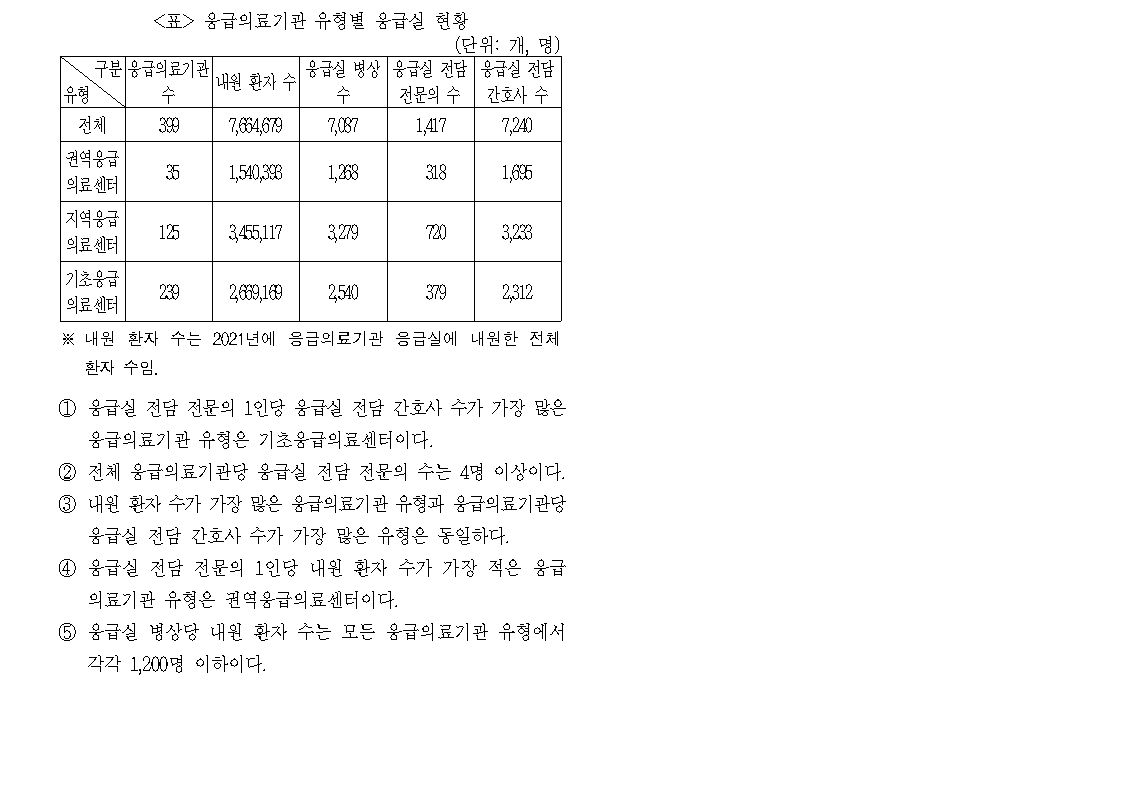 <표> 응급의료기관 유형별 응급실 현황
(단위: 개, 명)
구분 응급의료기관 내원 환자 수 응급실 병상 응급실 전담 응급실 전담
유형 수 수 전문의 수 간호사 수
전체 399 7,664,679 7,087 1,417 7,240
권역응급
의료센터 35 1,540,393 1,268 318 1,695
지역응급
의료센터 125 3,455,117 3,279 720 3,233
기초응급
의료센터 239 2,669,169 2,540 379 2,312
※ 내원 환자 수는 2021년에 응급의료기관 응급실에 내원한 전체
환자 수임.
① 응급실 전담 전문의 1인당 응급실 전담 간호사 수가 가장 많은
응급의료기관 유형은 기초응급의료센터이다.
② 전체 응급의료기관당 응급실 전담 전문의 수는 4명 이상이다.
③ 내원 환자 수가 가장 많은 응급의료기관 유형과 응급의료기관당
응급실 전담 간호사 수가 가장 많은 유형은 동일하다.
④ 응급실 전담 전문의 1인당 내원 환자 수가 가장 적은 응급
의료기관 유형은 권역응급의료센터이다.
⑤ 응급실 병상당 내원 환자 수는 모든 응급의료기관 유형에서
각각 1,200명 이하이다.